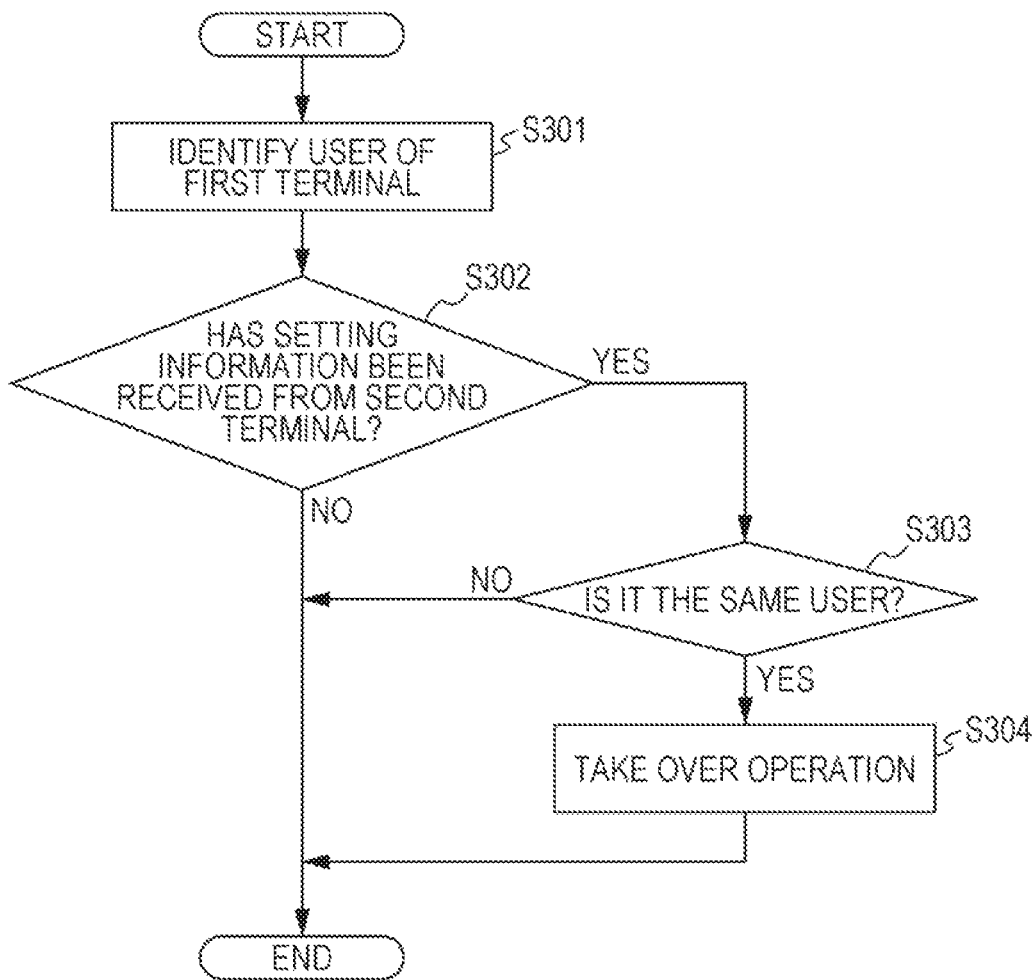 START
IDENTIFY USER OF
FIRST TERMINAL
S301
HAS SETTING
INFORMATION BEEN
RECEIVED FROM SECOND
TERMINAL?
S302
YES
NO
IS IT THE SAME USER?
S303
NO
YES
TAKE OVER OPERATION
S304
END